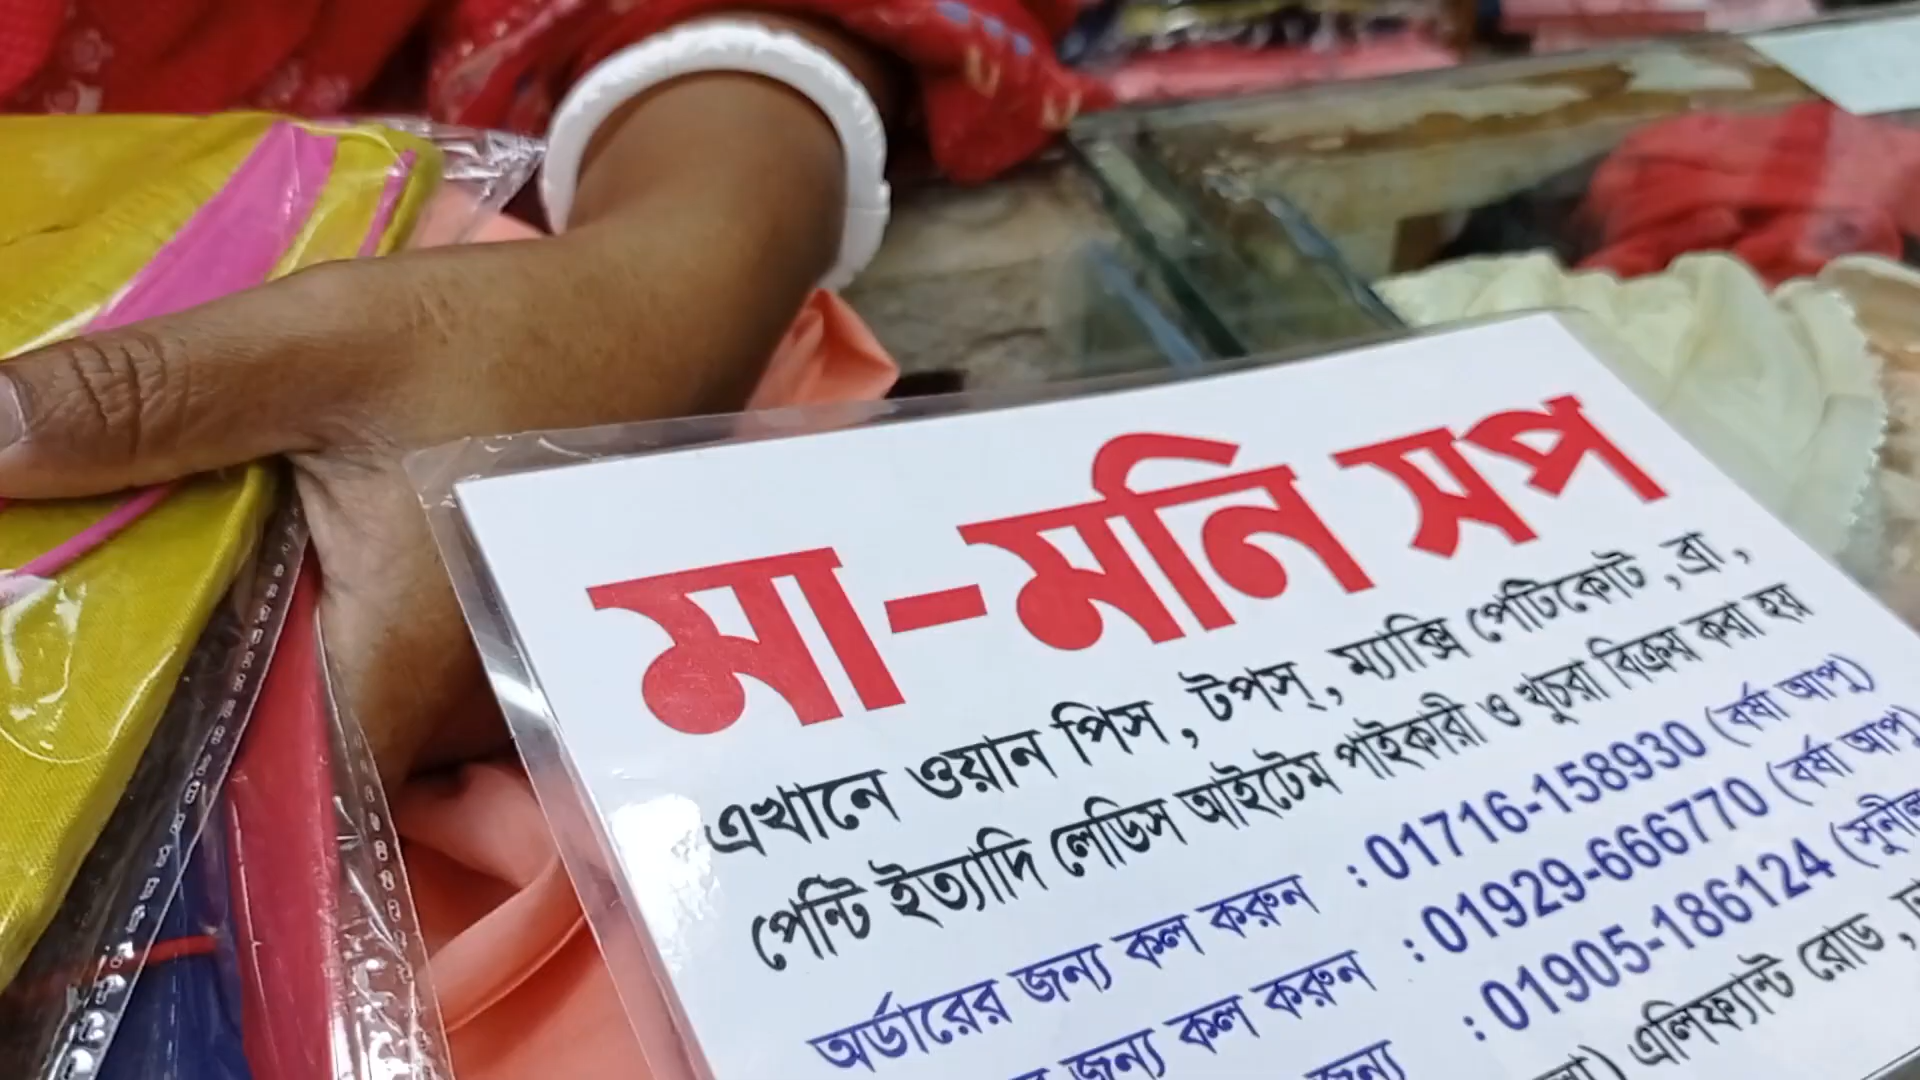 মা-মনি সপ
এখানে ওয়ান পিস, টপস্, ম্যাক্সি পেটিকোট, ব্রা,
পেন্টি ইত্যাদি লেডিস আইটেম পাইকারী ও খুচরা বিক্রয় করা হয়
অর্ডারের জন্য কল করুন : 01716-158930 (বর্ষা আপু)
জন্য কল করুন : 01929-666770 (বর্ষা আপু
জন্য : 01905-186124 (সুনীল
এলিফ্যান্ট রোড,